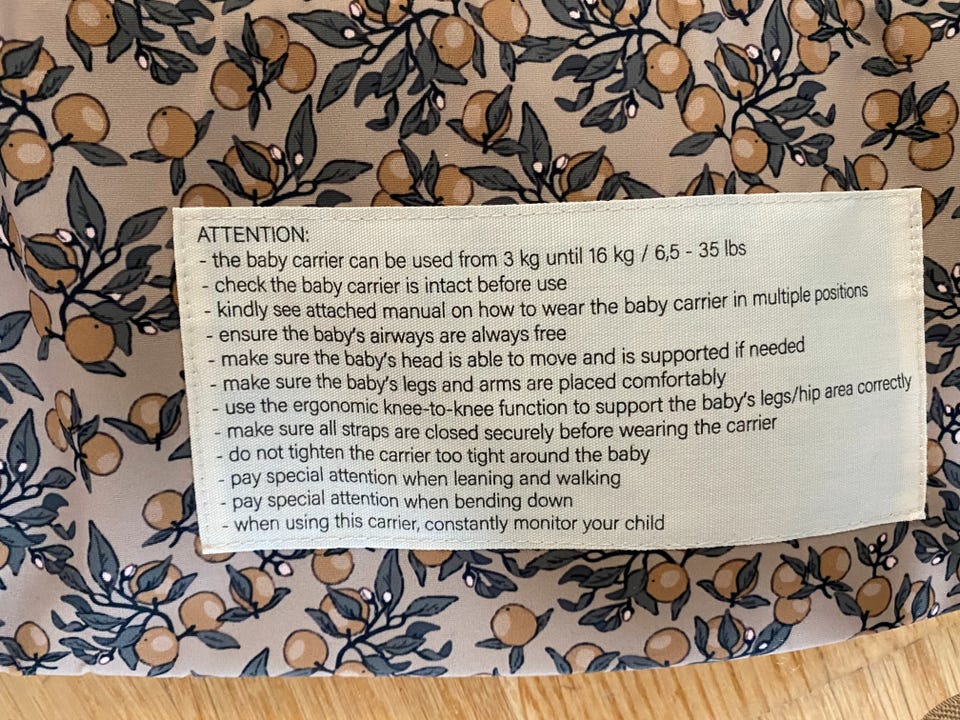 ATTENTION:
- the baby carrier can be used from 3 kg until 16 kg / 6,5 - 35 lbs
- check the baby carrier is intact before use
- kindly see attached manual on how to wear the baby carrier in multiple positions
- ensure the baby's airways are always free
- make sure the baby's head is able to move and is supported if needed
- make sure the baby's legs and arms are placed comfortably
- use the ergonomic knee-to-knee function to support the baby's legs/hip area correctly
- make sure all straps are closed securely before wearing the carrier
- do not tighten the carrier too tight around the baby
- pay special attention when leaning and walking
- pay special attention when bending down
- when using this carrier, constantly monitor your child